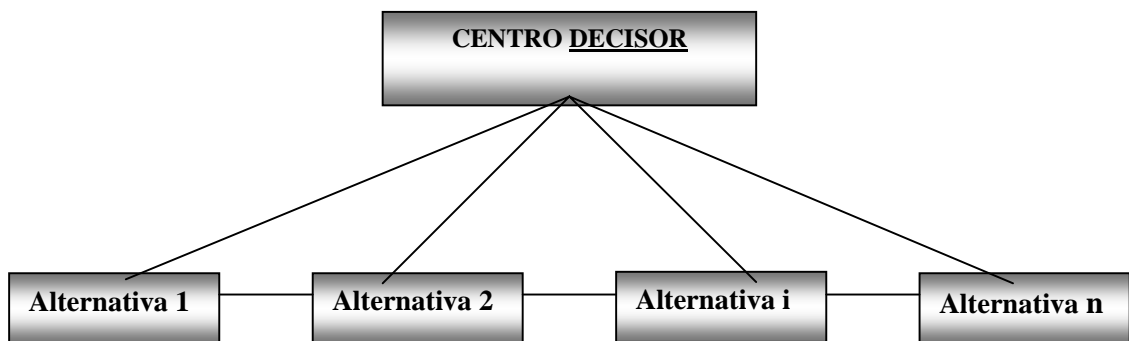 CENTRO DECISOR
Alternativa 1
Alternativa 2
Alternativa i
Alternativa n